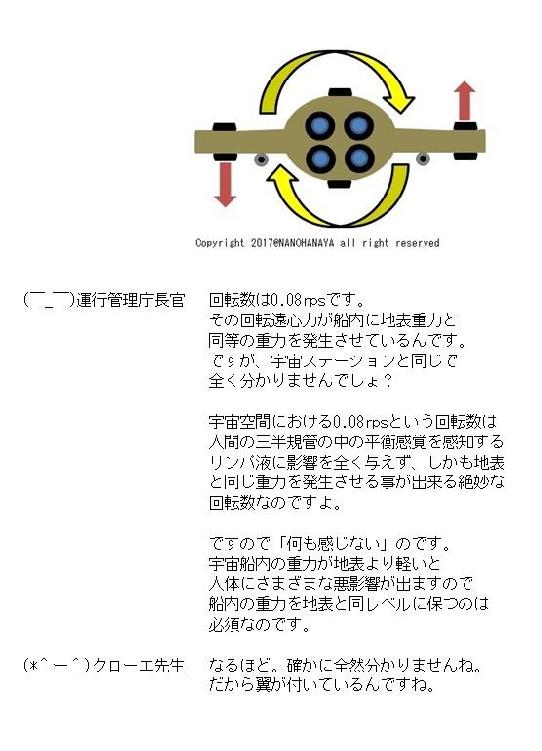 Copyright 2017@NANOHANAYA all right reserved
(￣_￣)運行管理庁長官 回転数は0.08rpsです。
その回転遠心力が船内に地表重力と
同等の重力を発生させているんです。
ですが、宇宙ステーションと同じで
全く分かりませんでしょ？
宇宙空間における0.08rpsという回転数は
人間の三半規管の中の平衡感覚を感知する
リンパ液に影響を全く与えず、しかも地表
と同じ重力を発生させる事が出来る絶妙な
回転数なのですよ。
ですので「何も感じない」のです。
宇宙船内の重力が地表より軽いと
人体にさまざまな悪影響が出ますので
船内の重力を地表と同レベルに保つのは
必須なのです。
(*＾ー＾)クローエ先生 なるほど。確かに全然分かりませんね。
だから翼が付いているんですね。